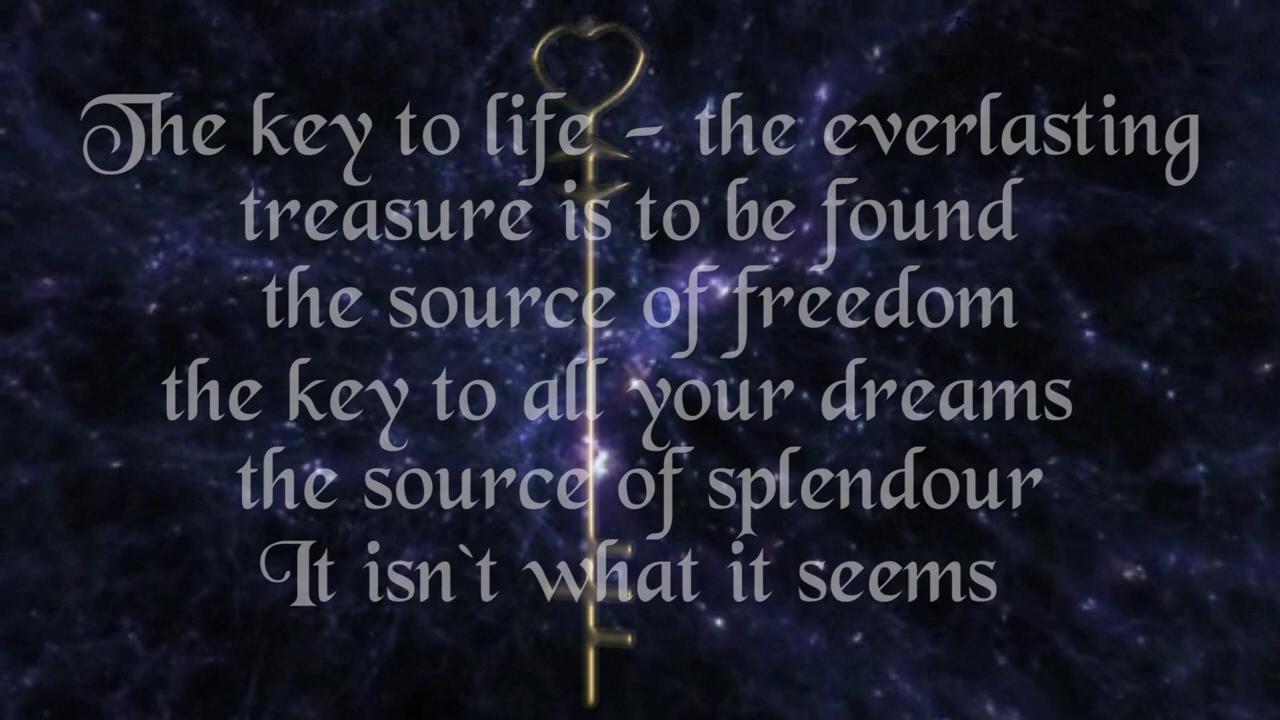 The key to life - the everlasting
treasure is to be found
the source of freedom
the key to all your dreams
the source of splendour
It isn`t what it seems